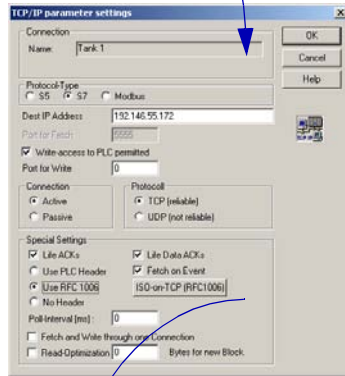 TCP/IP parameter settings
Connection
Name: Tank 1
OK
Cancel
Help
Protocol-Type
S5 S7 Modbus
Dest IP Address 192.146.55.172
Port for Fetch 5555
Write-access to PLC permitted
Port for Write 0
Connection Protocoll
Active TCP (reliable)
Passive UDP (not reliable)
Special Settings
Life ACKs Life Data ACKs
Use PLC Header Fetch on Event
Use RFC 1006 ISO-on-TCP (RFC1006)
No Header
Poll-Interval [ms] : 0
Fetch and Write through one Connection
Read-Optimization 0 Bytes for new Block.